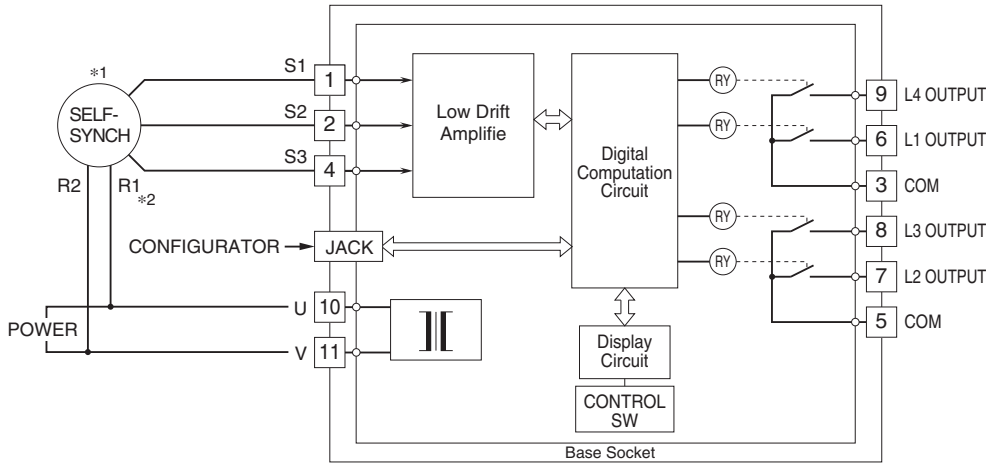 *1
SELF-
SYNCH
S1
1
S2
2
S3
4
R2
R1
*2
Low Drift
Amplifie
Digital
Computation
Circuit
RY
RY
RY
RY
9 L4 OUTPUT
6 L1 OUTPUT
3 COM
8 L3 OUTPUT
7 L2 OUTPUT
5 COM
CONFIGURATOR
JACK
POWER
U
10
V
11
Display
Circuit
CONTROL
SW
Base Socket